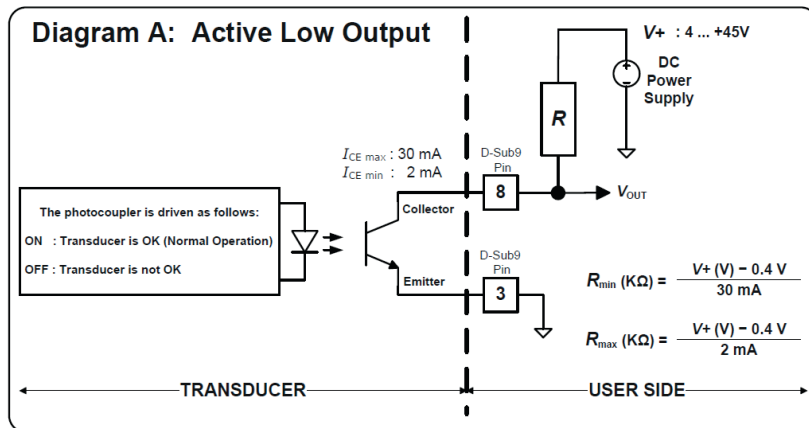 Diagram A: Active Low Output
V+ : 4 ... +45V
DC
Power
Supply
R
ICE max : 30 mA
ICE min : 2 mA
D-Sub9
Pin
8
VOUT
Collector
The photocoupler is driven as follows:
ON : Transducer is OK (Normal Operation)
OFF : Transducer is not OK
D-Sub9
Pin
3
Emitter
Rmin (KΩ) = V+ (V) − 0.4 V
30 mA
Rmax (KΩ) = V+ (V) − 0.4 V
2 mA
TRANSDUCER
USER SIDE